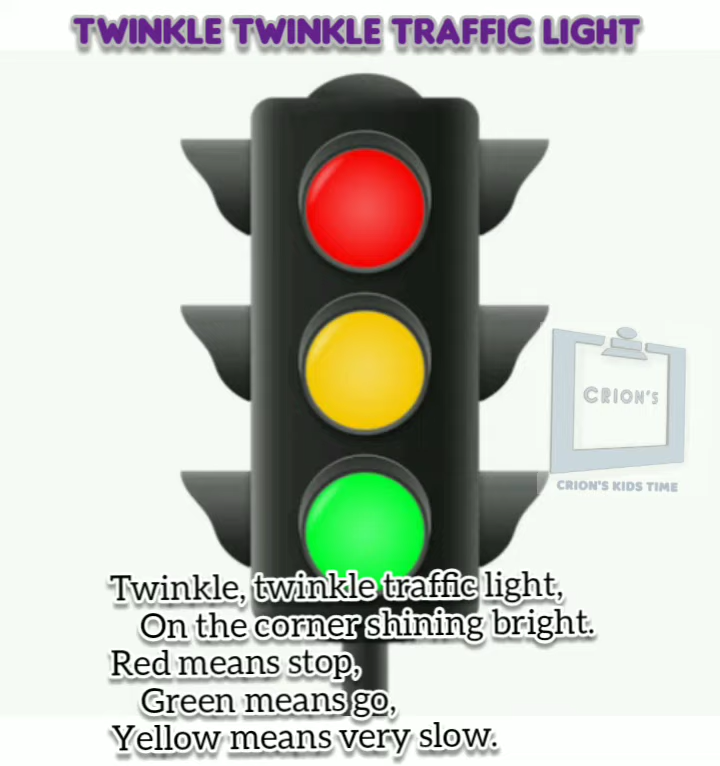 TWINKLE TWINKLE TRAFFIC LIGHT
CRION'S
CRION'S KIDS TIME
Twinkle, twinkle traffic light,
On the corner shining bright.
Red means stop,
Green means go,
Yellow means very slow.